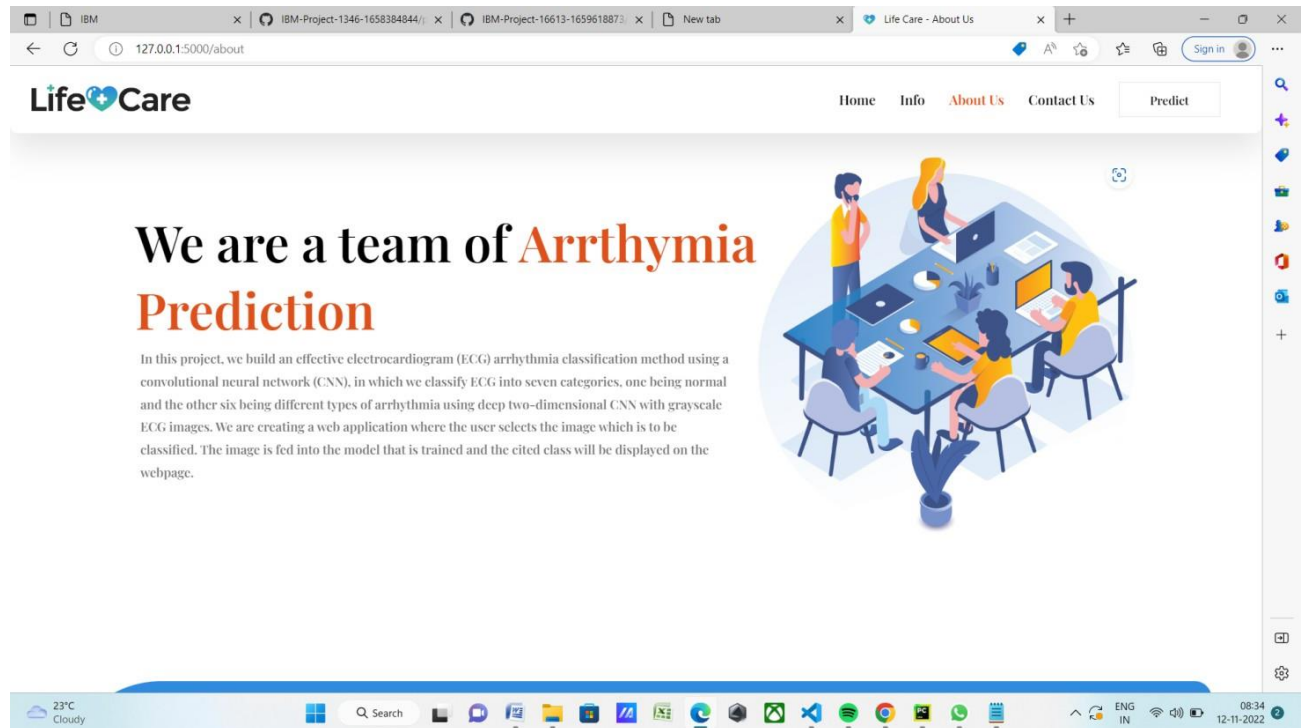 IBM
IBM-Project-1346-1658384844/
IBM-Project-16613-1659618873
New tab
Life Care - About Us
127.0.0.1:5000/about
Sign in
Life Care
Home Info About Us Contact Us Predict
We are a team of Arrthymia
Prediction
In this project, we build an effective electrocardiogram (ECG) arrhythmia classification method using a
convolutional neural network (CNN), in which we classify ECG into seven categories, one being normal
and the other six being different types of arrhythmia using deep two-dimensional CNN with grayscale
ECG images. We are creating a web application where the user selects the image which is to be
classified. The image is fed into the model that is trained and the cited class will be displayed on the
webpage.
23°C
Cloudy
Search
ENG
IN
08:34
12-11-2022
2